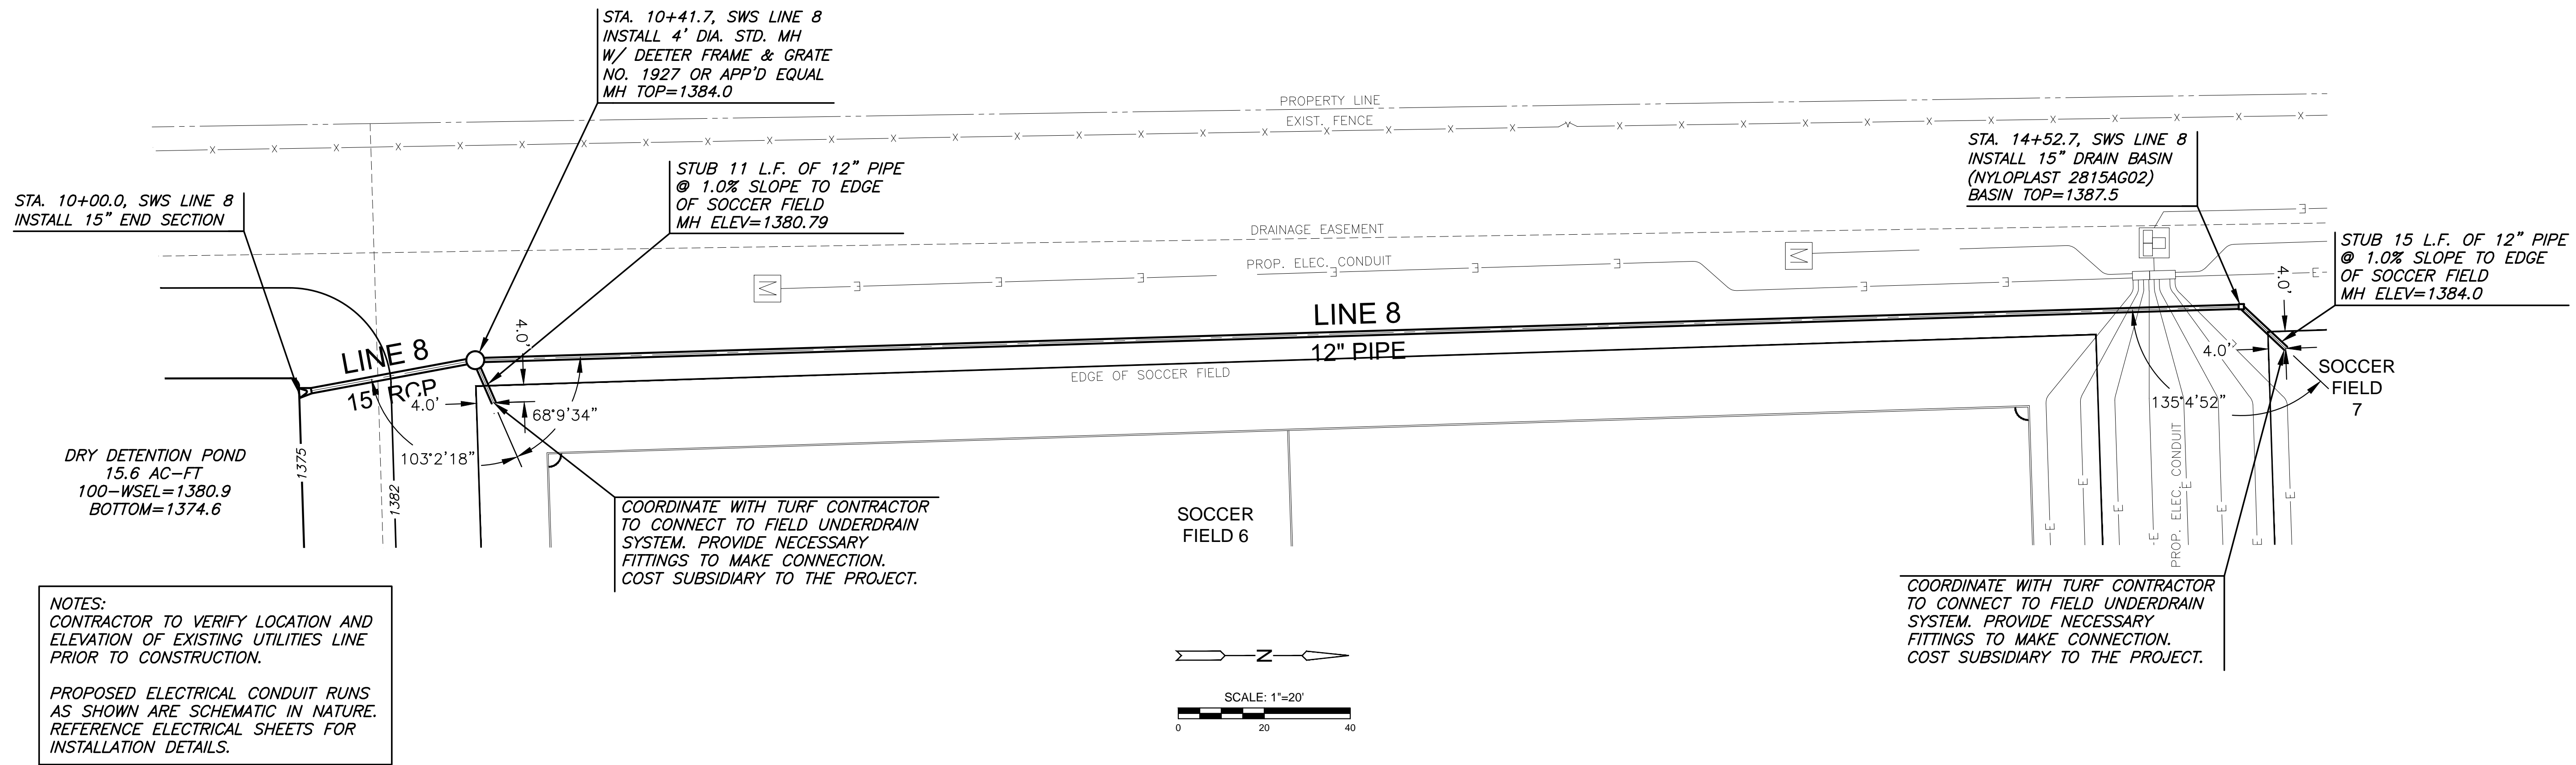 STA. 10+41.7, SWS LINE 8
INSTALL 4' DIA. STD. MH
W/ DEETER FRAME & GRATE
NO. 1927 OR APP'D EQUAL
MH TOP=1384.0
PROPERTY LINE
EXIST. FENCE
STA. 14+52.7, SWS LINE 8
INSTALL 15" DRAIN BASIN
(NYLOPLAST 2815AG02)
BASIN TOP=1387.5
STUB 11 L.F. OF 12" PIPE
@ 1.0% SLOPE TO EDGE
OF SOCCER FIELD
MH ELEV=1380.79
STA. 10+00.0, SWS LINE 8
INSTALL 15" END SECTION
DRAINAGE EASEMENT
PROP. ELEC. CONDUIT
STUB 15 L.F. OF 12" PIPE
@ 1.0% SLOPE TO EDGE
OF SOCCER FIELD
MH ELEV=1384.0
M
M
E E E E E E E
E E E
LINE 8
12" PIPE
LINE 8
15" RCP
4.0'
4.0'
4.0'
4.0'
EDGE OF SOCCER FIELD
68°9'34"
103°2'18"
135°4'52"
SOCCER
FIELD
7
1375
1382
DRY DETENTION POND
15.6 AC-FT
100-WSEL=1380.9
BOTTOM=1374.6
PROP. ELEC. CONDUIT
E E E E E E E E
COORDINATE WITH TURF CONTRACTOR
TO CONNECT TO FIELD UNDERDRAIN
SYSTEM. PROVIDE NECESSARY
FITTINGS TO MAKE CONNECTION.
COST SUBSIDIARY TO THE PROJECT.
SOCCER
FIELD 6
COORDINATE WITH TURF CONTRACTOR
TO CONNECT TO FIELD UNDERDRAIN
SYSTEM. PROVIDE NECESSARY
FITTINGS TO MAKE CONNECTION.
COST SUBSIDIARY TO THE PROJECT.
NOTES:
CONTRACTOR TO VERIFY LOCATION AND
ELEVATION OF EXISTING UTILITIES LINE
PRIOR TO CONSTRUCTION.
PROPOSED ELECTRICAL CONDUIT RUNS
AS SHOWN ARE SCHEMATIC IN NATURE.
REFERENCE ELECTRICAL SHEETS FOR
INSTALLATION DETAILS.
N
SCALE: 1"=20'
0 20 40